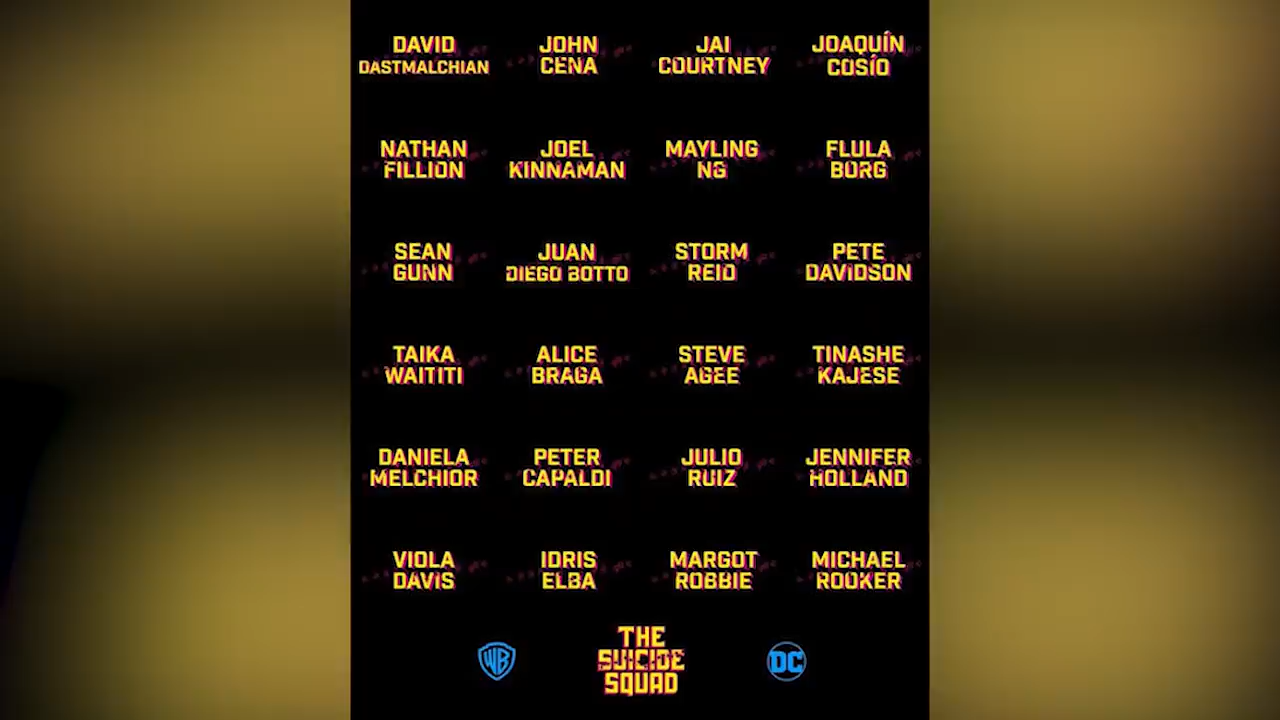 DAVID
DASTMALCHIAN
JOHN
CENA
JAI
COURTNEY
JOAQUÍN
COSÍO
NATHAN
FILLION
JOEL
KINNAMAN
MAYLING
NG
FLULA
BORG
SEAN
GUNN
JUAN
DIEGO BOTTO
STORM
REID
PETE
DAVIDSON
TAIKA
WAITITI
ALICE
BRAGA
STEVE
AGEE
TINASHE
KAJESE
DANIELA
MELCHIOR
PETER
CAPALDI
JULIO
RUIZ
JENNIFER
HOLLAND
VIOLA
DAVIS
IDRIS
ELBA
MARGOT
ROBBIE
MICHAEL
ROOKER
WB
THE
SUICIDE
SQUAD
DC